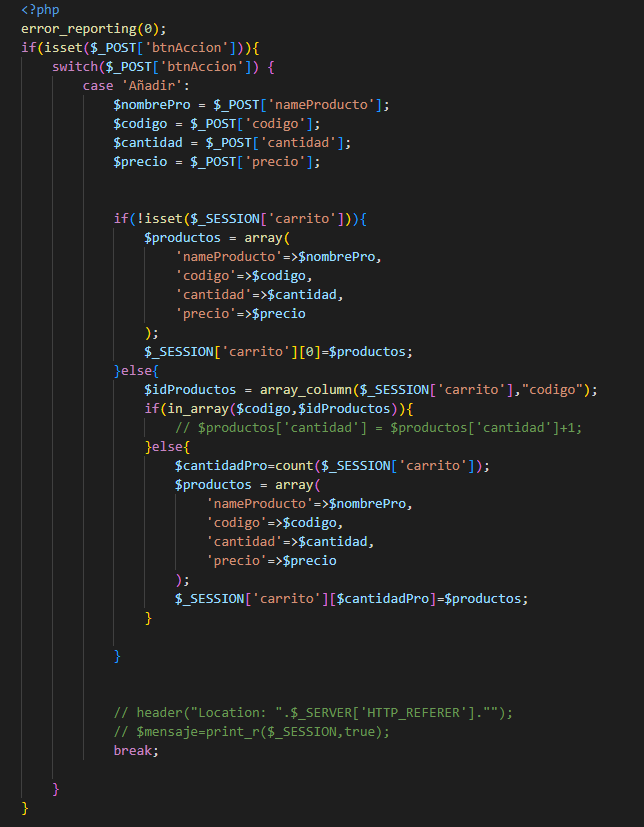 <?php
error_reporting(0);
if(isset($_POST['btnAccion'])){
switch($_POST['btnAccion']) {
case 'Añadir':
$nombrePro = $_POST['nameProducto'];
$codigo = $_POST['codigo'];
$cantidad = $_POST['cantidad'];
$precio = $_POST['precio'];
if(!isset($_SESSION['carrito'])){
$productos = array(
'nameProducto'=>$nombrePro,
'codigo'=>$codigo,
'cantidad'=>$cantidad,
'precio'=>$precio
);
$_SESSION['carrito'][0]=$productos;
}else{
$idProductos = array_column($_SESSION['carrito'],"codigo");
if(in_array($codigo,$idProductos)){
// $productos['cantidad'] = $productos['cantidad']+1;
}else{
$cantidadPro=count($_SESSION['carrito']);
$productos = array(
'nameProducto'=>$nombrePro,
'codigo'=>$codigo,
'cantidad'=>$cantidad,
'precio'=>$precio
);
$_SESSION['carrito'][$cantidadPro]=$productos;
}
}
// header("Location: ".$_SERVER['HTTP_REFERER']."");
// $mensaje=print_r($_SESSION,true);
break;
}
}